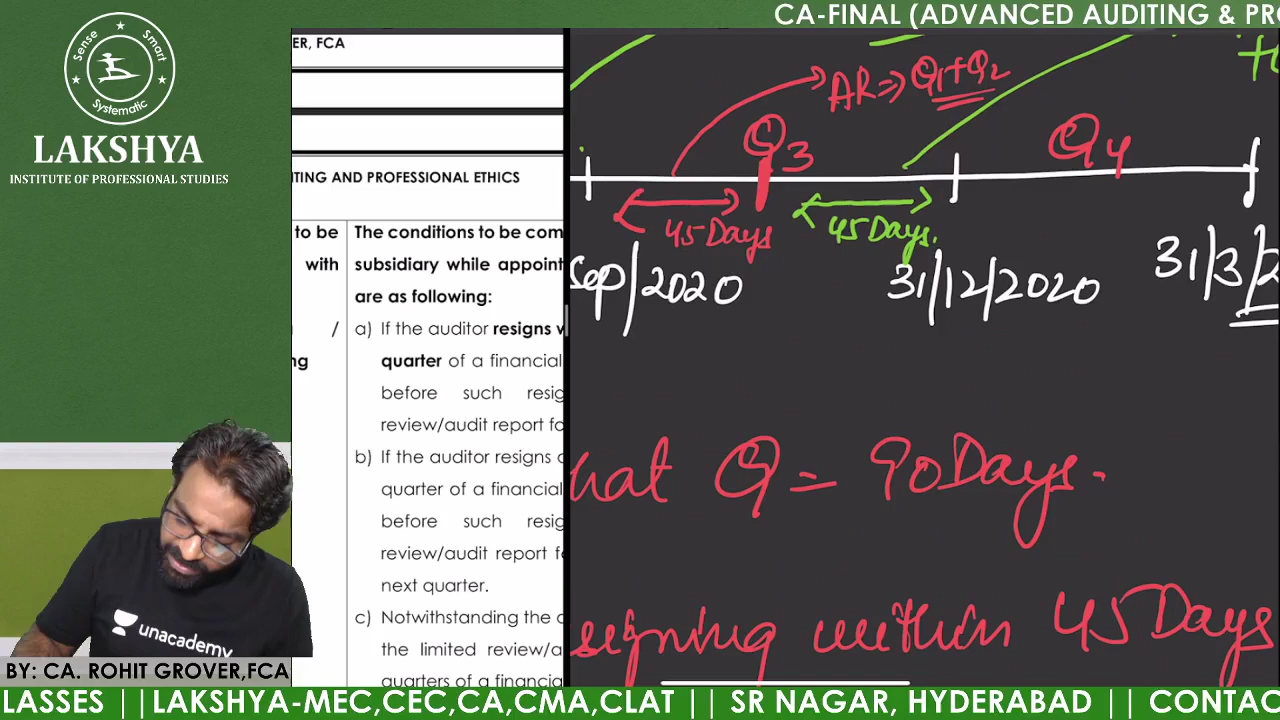 CA-FINAL (ADVANCED AUDITING & PR
Sense
Smart
Systematic
LAKSHYA
INSTITUTE OF PROFESSIONAL STUDIES
ER, FCA
TING AND PROFESSIONAL ETHICS
to be
with
/
ng
The conditions to be com
subsidiary while appoint
are as following:
a) If the auditor resigns w
quarter of a financial
before such resig
review/audit report fo
b) If the auditor resigns a
quarter of a financial
before such resig
review/audit report fo
next quarter.
c) Notwithstanding the a
the limited review/a
quarters of a financia
AR ⇒ Q1+Q2
Q3
Q4
45 Days
45 Days.
Sep/2020
31/12/2020
31/3/2
hat Q = 90 Days.
signing within 45 Days
unacademy
BY: CA. ROHIT GROVER,FCA
LASSES ||LAKSHYA-MEC,CEC,CA,CMA,CLAT || SR NAGAR, HYDERABAD || CONTAC